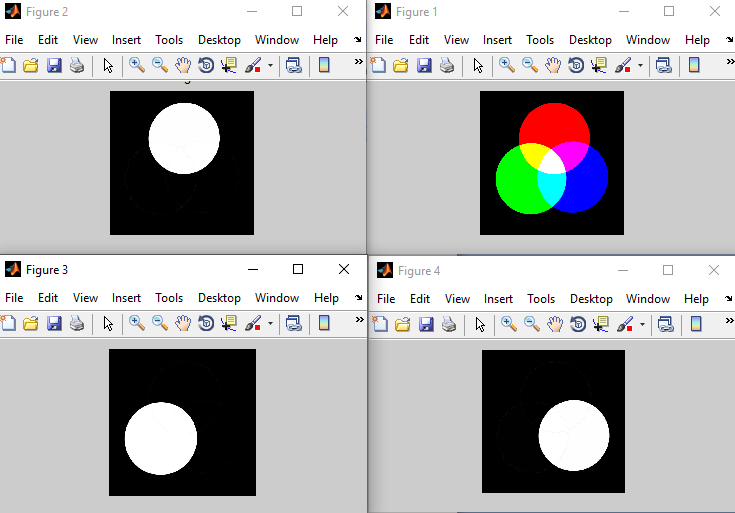 Figure 2
File Edit View Insert Tools Desktop Window Help
Figure 1
File Edit View Insert Tools Desktop Window Help
Figure 3
File Edit View Insert Tools Desktop Window Help
Figure 4
File Edit View Insert Tools Desktop Window Help